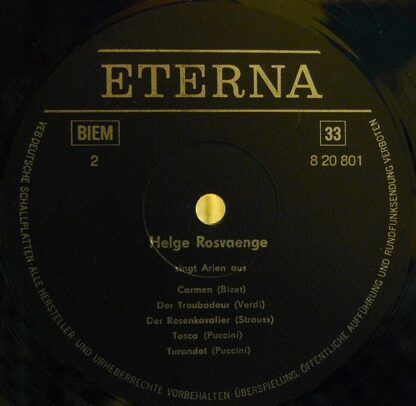 ETERNA
BIEM
33
2
8 20 801
Helge Rosvaenge
singt Arien aus
Carmen (Bizet)
Der Troubadour (Verdi)
Der Rosenkavalier (Strauss)
Tosca (Puccini)
Turandot (Puccini)
VEB DEUTSCHE SCHALLPLATTEN ALLE HERSTELLER- UND URHEBERRECHTE VORBEHALTEN ÜBERSPIELUNG, ÖFFENTLICHE AUFFÜHRUNG UND RUNDFUNKSENDUNG VERBOTEN